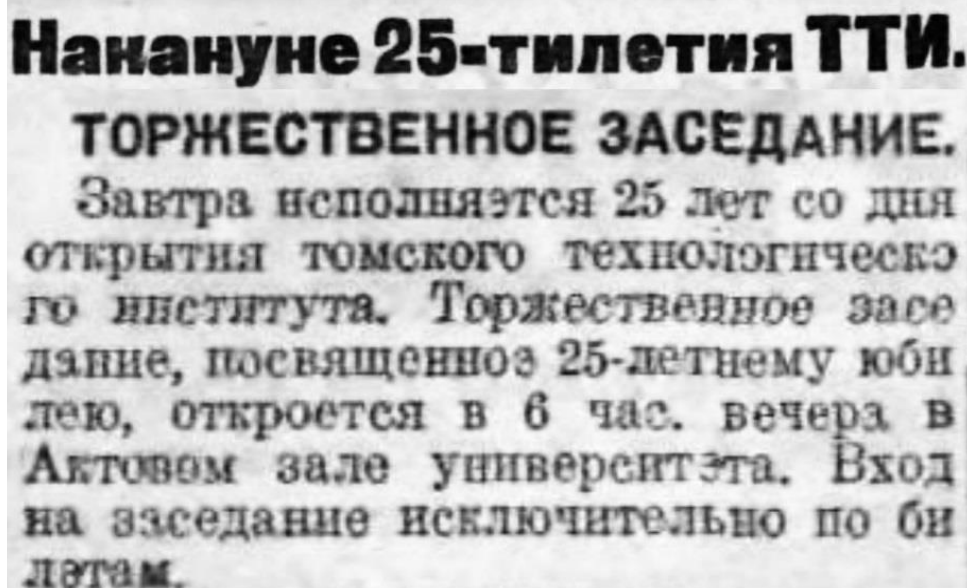 Накануне 25-тилетия ТТИ.
ТОРЖЕСТВЕННОЕ ЗАСЕДАНИЕ.
Завтра исполняется 25 лет со дня
открытия томского технологическо
го института. Торжественное засе
дание, посвященное 25-летнему юби
лею, откроется в 6 час. вечера в
Актовом зале университета. Вход
на заседание исключительно по би
летам.